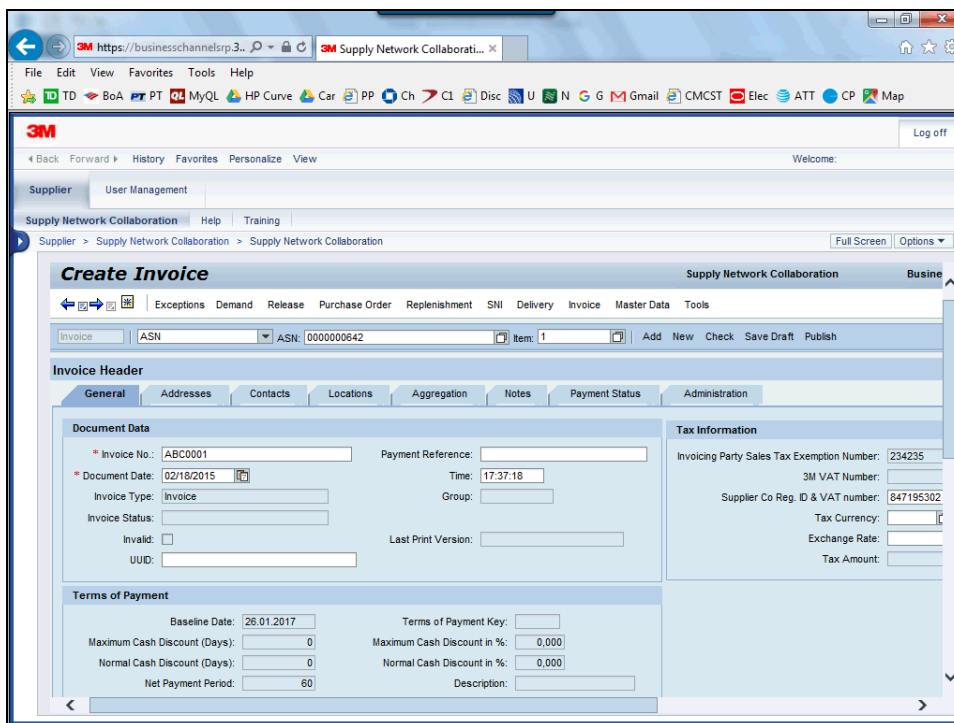 3M https://businesschannelsrp.3..
3M Supply Network Collaborati... ×
File Edit View Favorites Tools Help
TD TD BoA PT PT QL MyQL HP Curve Car PP Ch C1 Disc U N G G Gmail CMCST Elec ATT CP Map
3M
Log off
Back Forward History Favorites Personalize View Welcome:
Supplier User Management
Supply Network Collaboration Help Training
Supplier > Supply Network Collaboration > Supply Network Collaboration Full Screen Options
Create Invoice Supply Network Collaboration Busine
Exceptions Demand Release Purchase Order Replenishment SNI Delivery Invoice Master Data Tools
Invoice ASN ASN: 0000000642 Item: 1 Add New Check Save Draft Publish
Invoice Header
General Addresses Contacts Locations Aggregation Notes Payment Status Administration
Document Data Tax Information
* Invoice No.: ABC0001 Payment Reference: Invoicing Party Sales Tax Exemption Number: 234235
* Document Date: 02/18/2015 Time: 17:37:18 3M VAT Number:
Invoice Type: Invoice Group: Supplier Co Reg. ID & VAT number: 847195302
Invoice Status: Tax Currency:
Invalid: Last Print Version: Exchange Rate:
UUID: Tax Amount:
Terms of Payment
Baseline Date: 26.01.2017 Terms of Payment Key:
Maximum Cash Discount (Days): 0 Maximum Cash Discount in %: 0,000
Normal Cash Discount (Days): 0 Normal Cash Discount in %: 0,000
Net Payment Period: 60 Description: